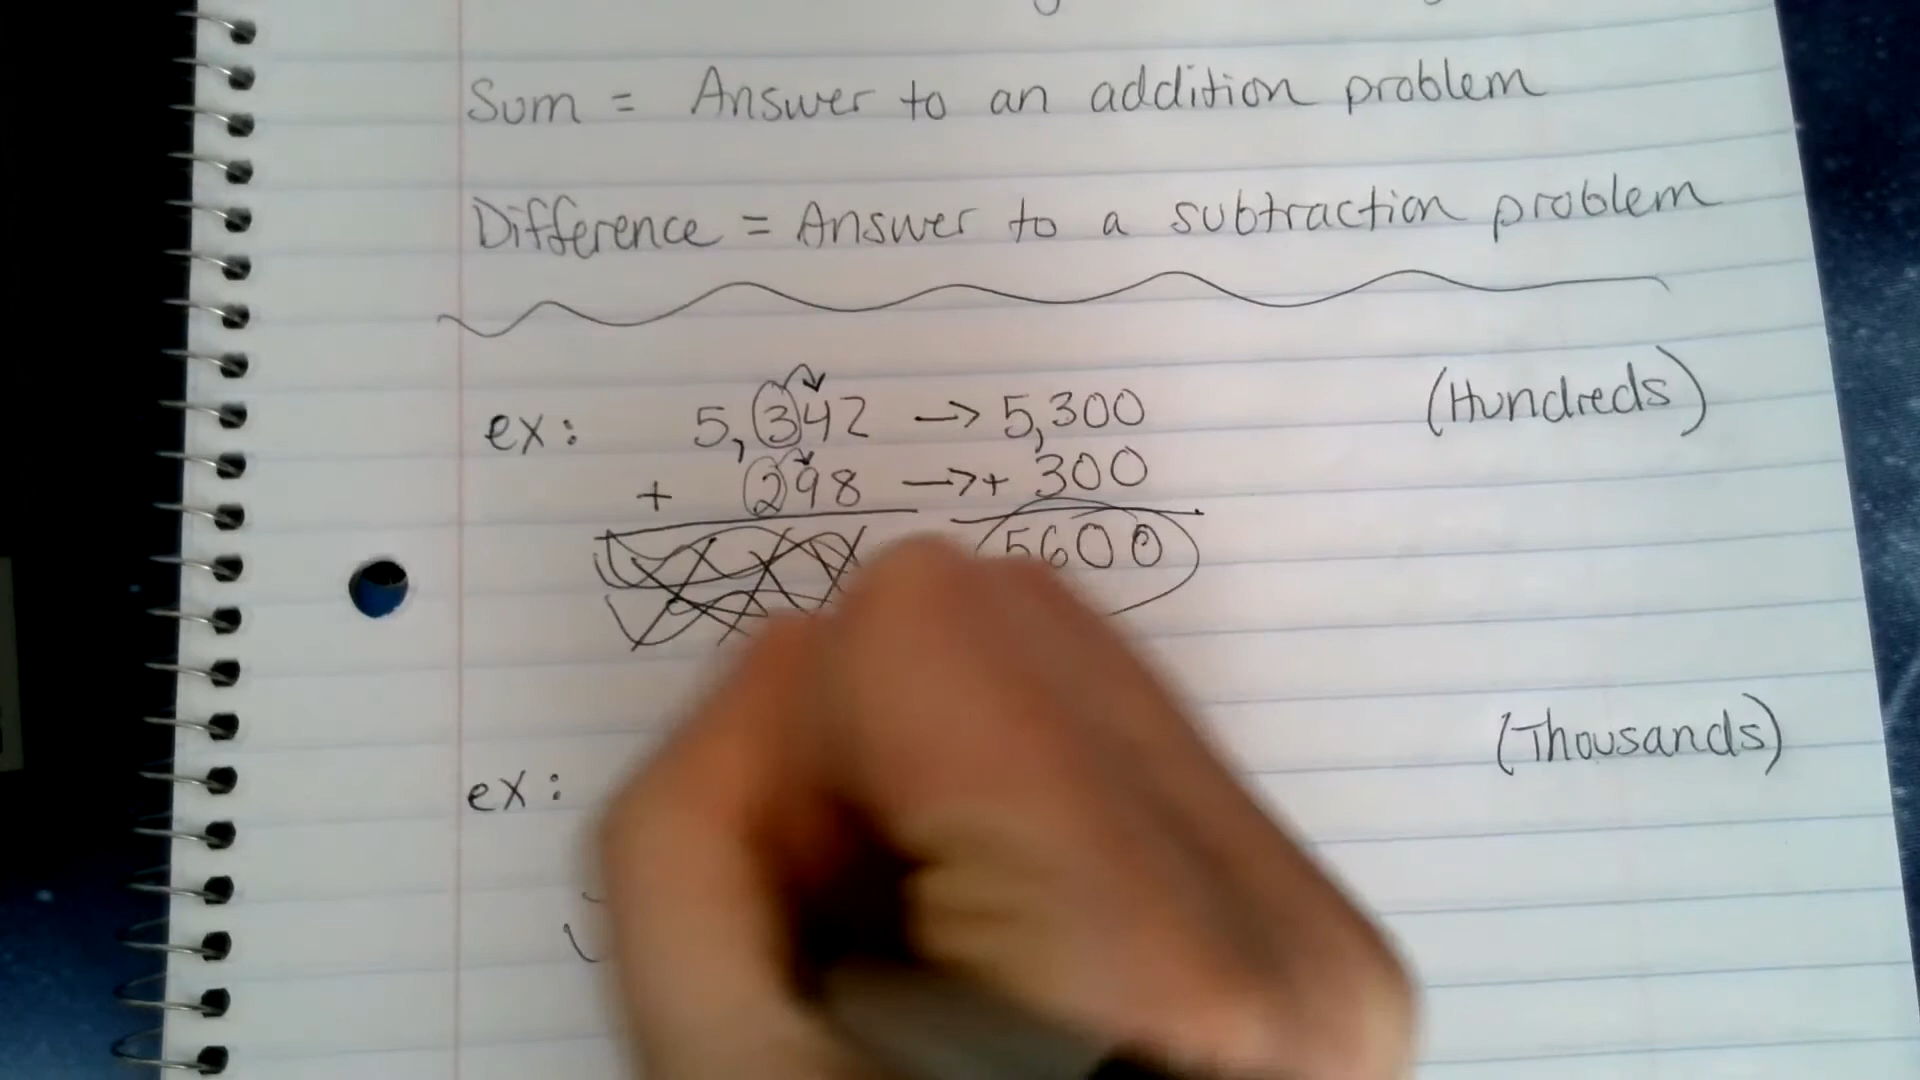 Sum = Answer to an addition problem
Difference = Answer to a subtraction problem
ex: 5,342 → 5,300 (Hundreds)
+ 298 → + 300
5600
ex: (Thousands)